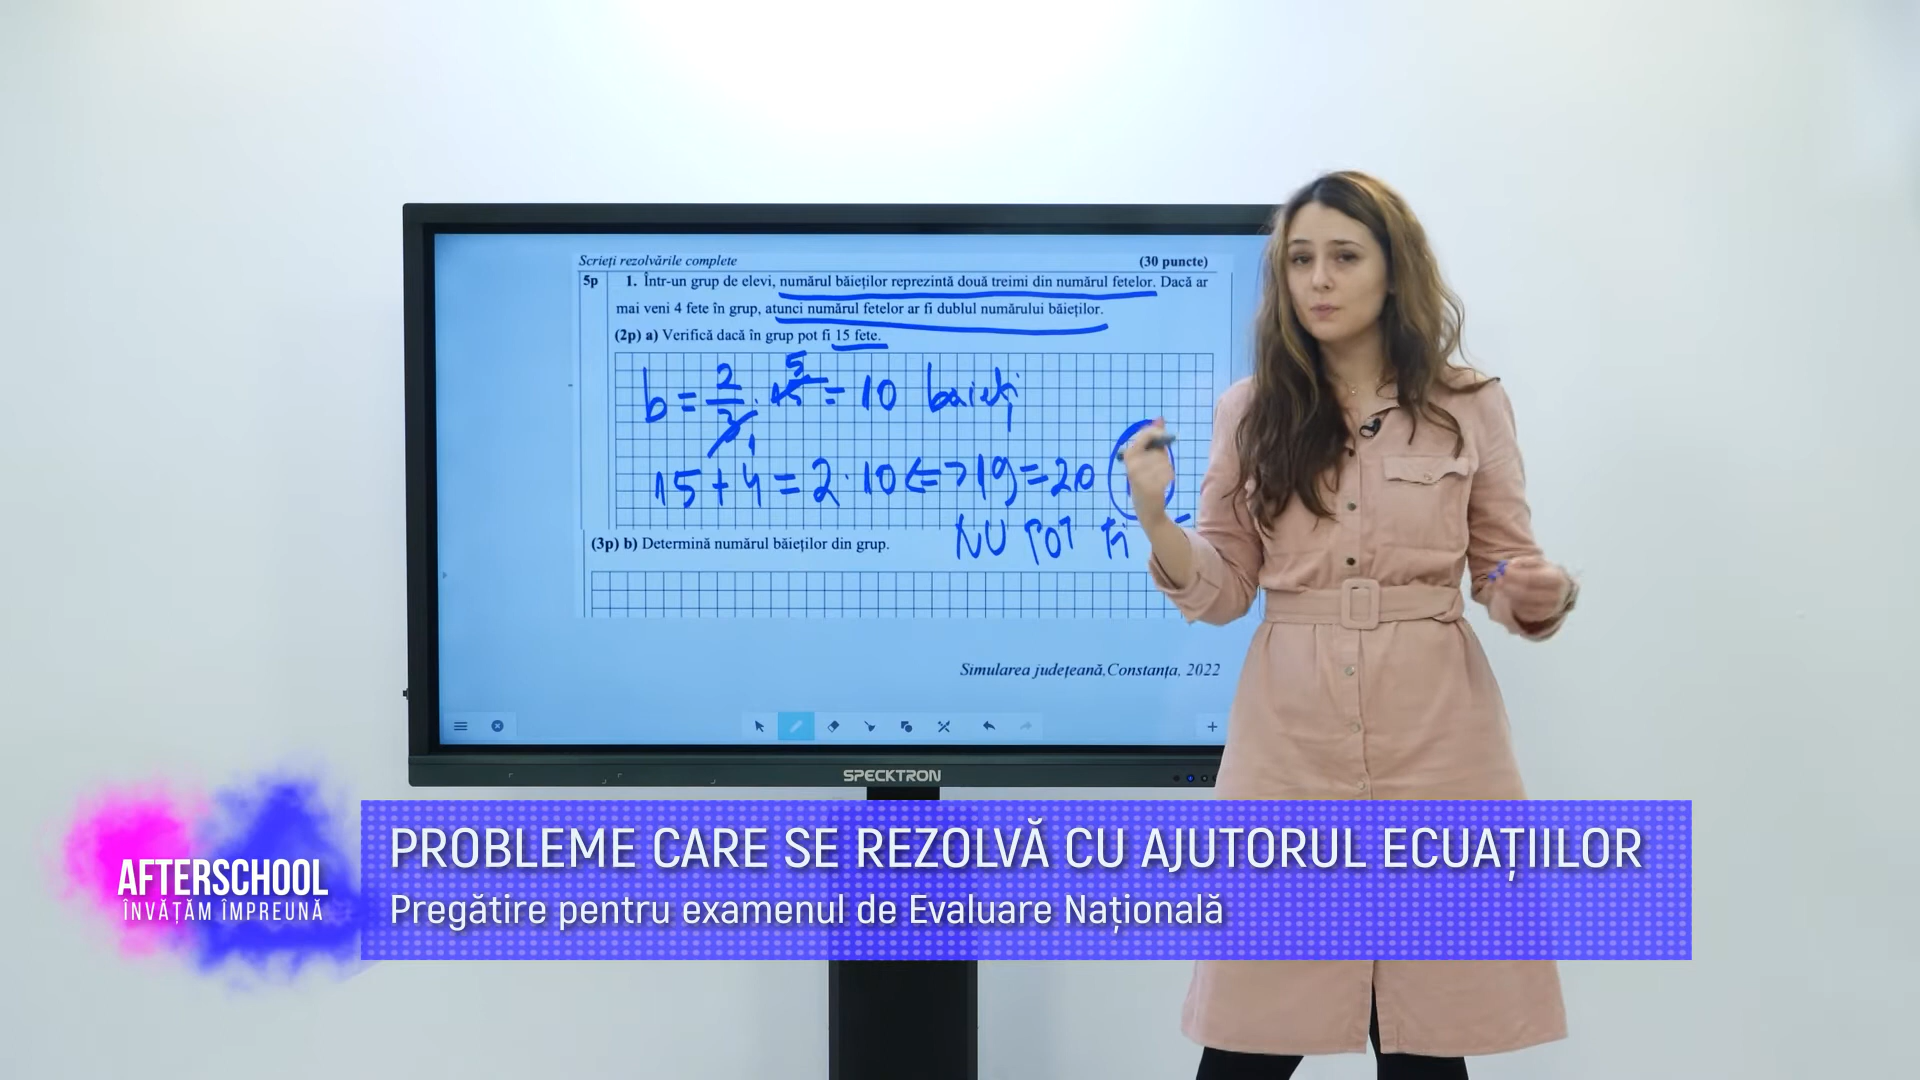 Scrieți rezolvările complete
(30 puncte)
5p
1. Într-un grup de elevi, numărul băieților reprezintă două treimi din numărul fetelor. Dacă ar
mai veni 4 fete în grup, atunci numărul fetelor ar fi dublul numărului băieților.
(2p) a) Verifică dacă în grup pot fi 15 fete.
b = 2/3 · 15 5 = 10 baieți
1
15 + 4 = 2 · 10 <=> 19 = 20
NU POT fi
(3p) b) Determină numărul băieților din grup.
Simularea județeană,Constanța, 2022
SPECKTRON
AFTERSCHOOL
ÎNVĂȚĂM ÎMPREUNĂ
PROBLEME CARE SE REZOLVĂ CU AJUTORUL ECUAȚIILOR
Pregătire pentru examenul de Evaluare Națională